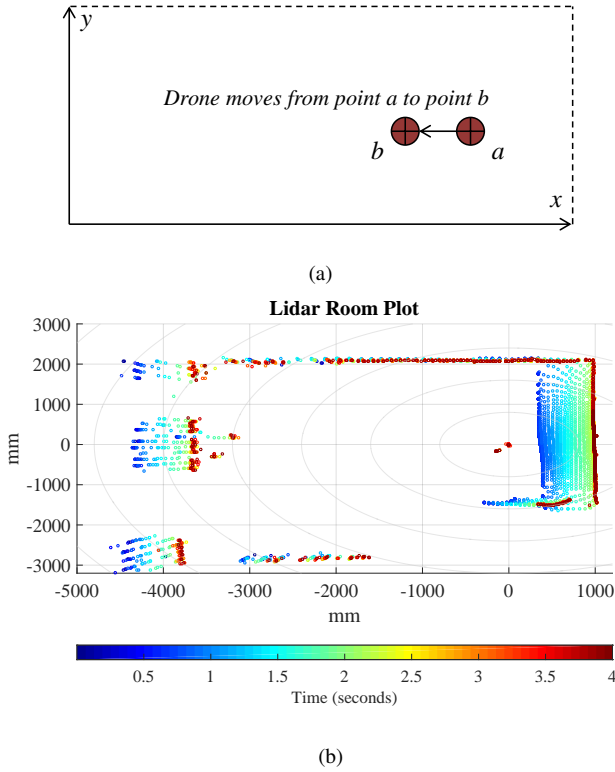 y
Drone moves from point a to point b
b
a
x
(a)
Lidar Room Plot
3000
2000
1000
0
-1000
-2000
-3000
mm
-5000 -4000 -3000 -2000 -1000 0 1000
mm
0.5 1 1.5 2 2.5 3 3.5 4
Time (seconds)
(b)